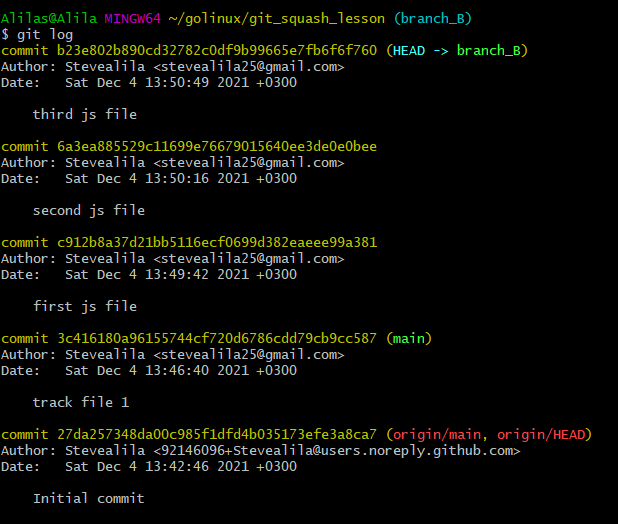 Alilas@Alila MINGW64 ~/golinux/git_squash_lesson (branch_B)
$ git log
commit b23e802b890cd32782c0df9b99665e7fb6f6f760 (HEAD -> branch_B)
Author: Stevealila <stevealila25@gmail.com>
Date:   Sat Dec 4 13:50:49 2021 +0300

    third js file

commit 6a3ea885529c11699e76679015640ee3de0e0bee
Author: Stevealila <stevealila25@gmail.com>
Date:   Sat Dec 4 13:50:16 2021 +0300

    second js file

commit c912b8a37d21bb5116ecf0699d382eaeee99a381
Author: Stevealila <stevealila25@gmail.com>
Date:   Sat Dec 4 13:49:42 2021 +0300

    first js file

commit 3c416180a96155744cf720d6786cdd79cb9cc587 (main)
Author: Stevealila <stevealila25@gmail.com>
Date:   Sat Dec 4 13:46:40 2021 +0300

    track file 1

commit 27da257348da00c985f1dfd4b035173efe3a8ca7 (origin/main, origin/HEAD)
Author: Stevealila <92146096+Stevealila@users.noreply.github.com>
Date:   Sat Dec 4 13:42:46 2021 +0300

    Initial commit